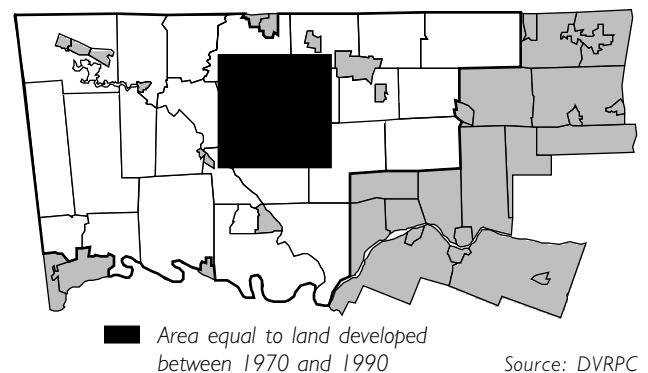 Area equal to land developed
between 1970 and 1990
Source: DVRPC